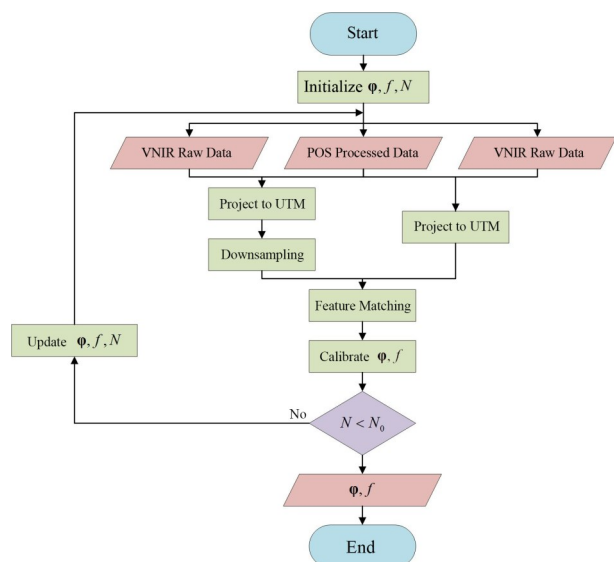 Start
Initialize φ, f, N
VNIR Raw Data
POS Processed Data
VNIR Raw Data
Project to UTM
Project to UTM
Downsampling
Feature Matching
Update φ, f, N
Calibrate φ, f
No
N < N₀
φ, f
End